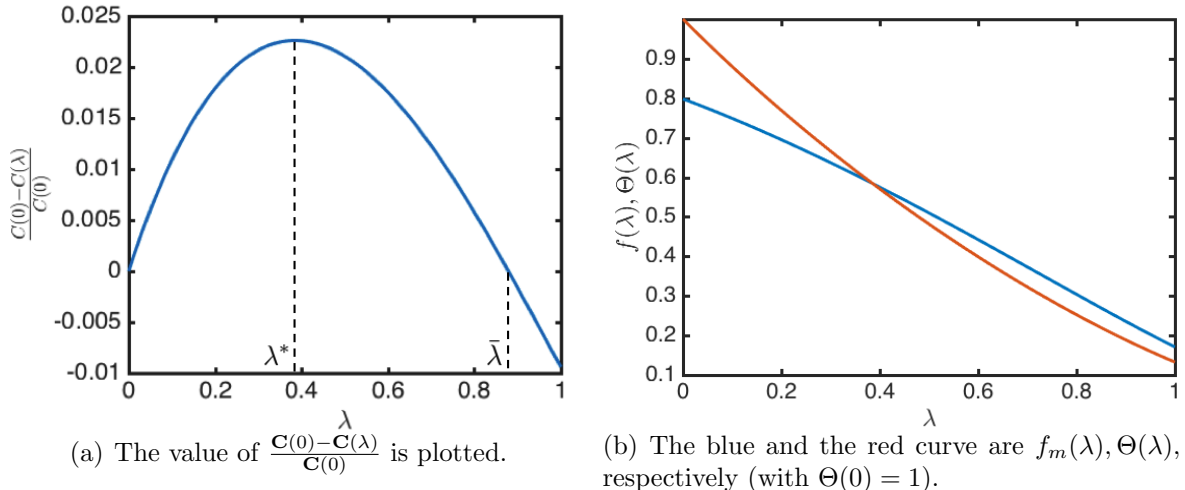 0.025
0.02
0.015
0.01
0.005
0
-0.005
-0.01
C(0)−C(λ)
C(0)
λ*
λ̄
0 0.2 0.4 0.6 0.8 1
λ
(a) The value of C(0)−C(λ)/C(0) is plotted.
0.9
0.8
0.7
0.6
0.5
0.4
0.3
0.2
0.1
f(λ), Θ(λ)
0 0.2 0.4 0.6 0.8 1
λ
(b) The blue and the red curve are fₘ(λ), Θ(λ),
respectively (with Θ(0) = 1).